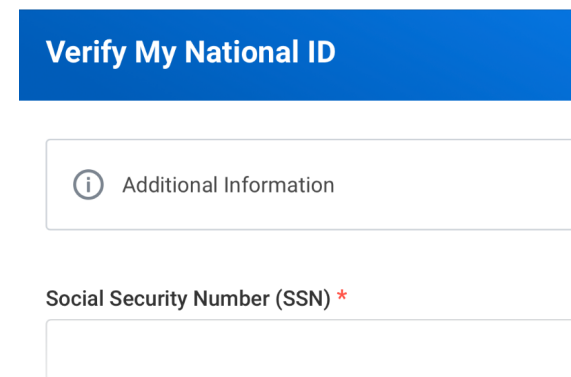 Verify My National ID
Additional Information
Social Security Number (SSN) *